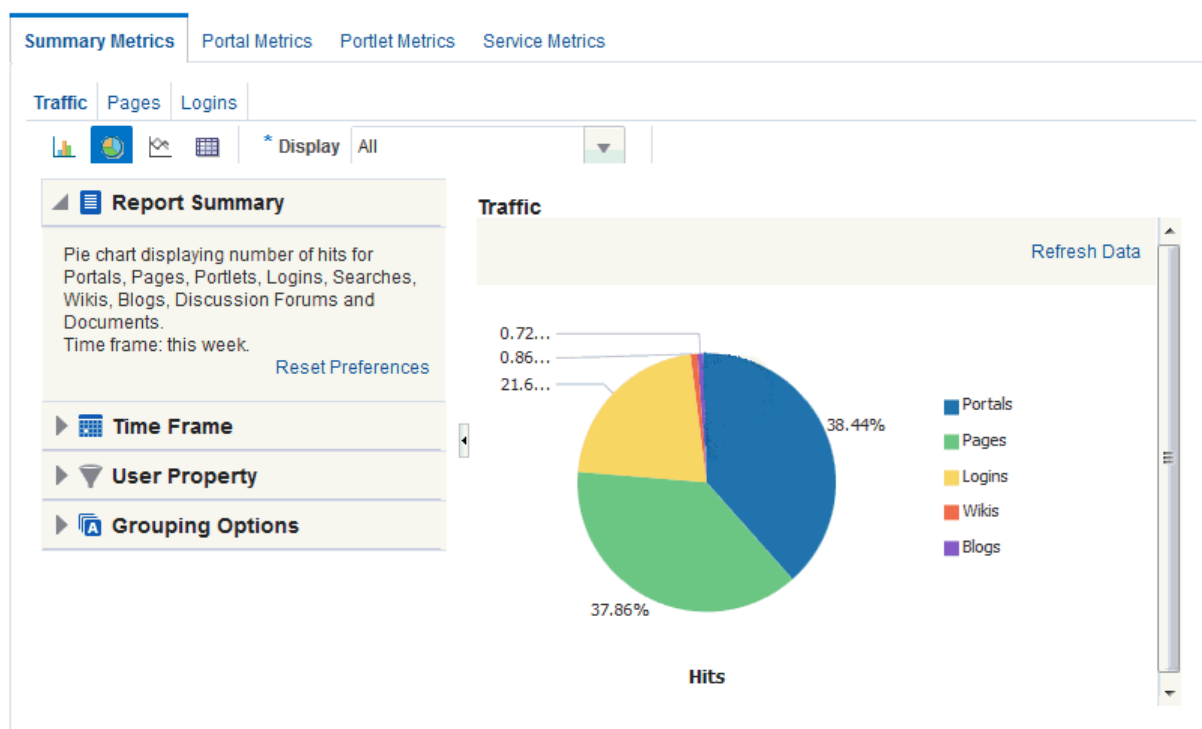 Summary Metrics Portal Metrics Portlet Metrics Service Metrics
Traffic Pages Logins
* Display All
Report Summary
Pie chart displaying number of hits for
Portals, Pages, Portlets, Logins, Searches,
Wikis, Blogs, Discussion Forums and
Documents.
Time frame: this week.
Reset Preferences
Time Frame
User Property
A Grouping Options
Traffic
Refresh Data
0.72...
0.86...
21.6...
38.44%
37.86%
Portals
Pages
Logins
Wikis
Blogs
Hits